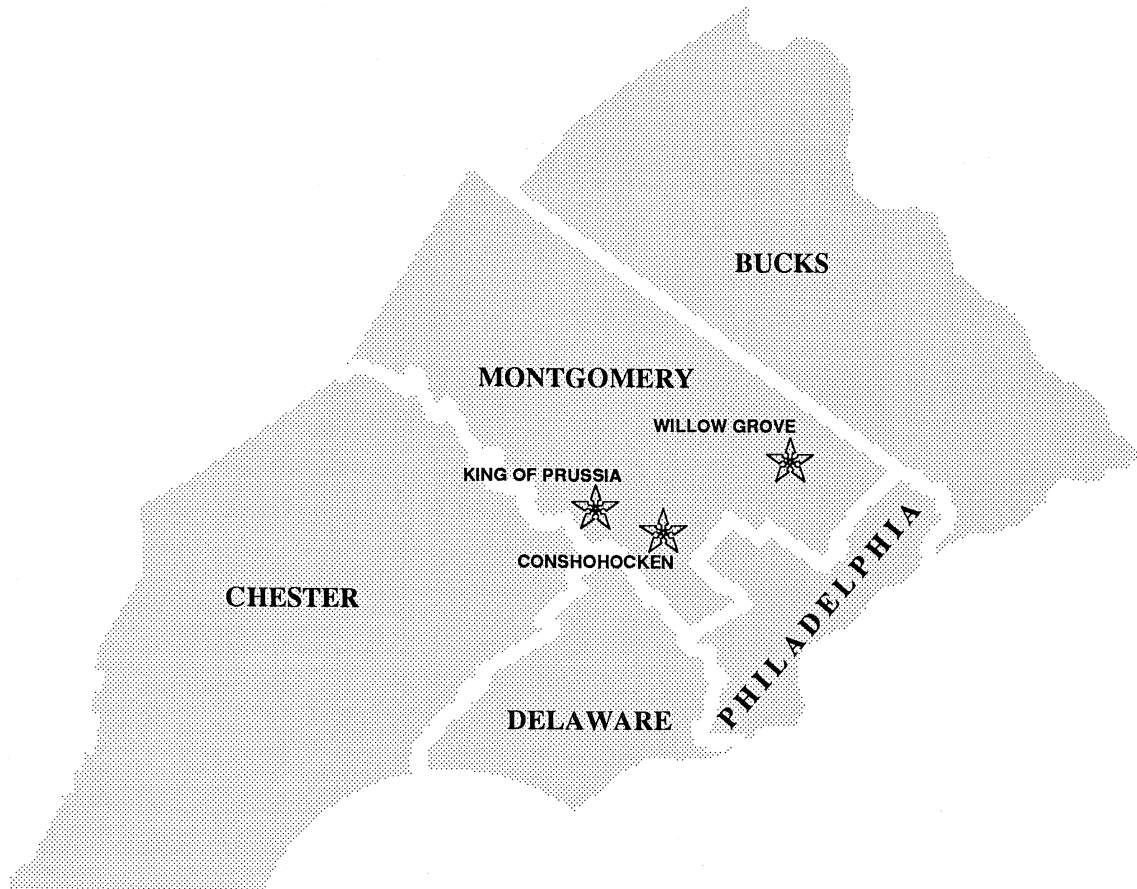 BUCKS
MONTGOMERY
WILLOW GROVE
KING OF PRUSSIA
CONSHOHOCKEN
CHESTER
PHILADELPHIA
DELAWARE